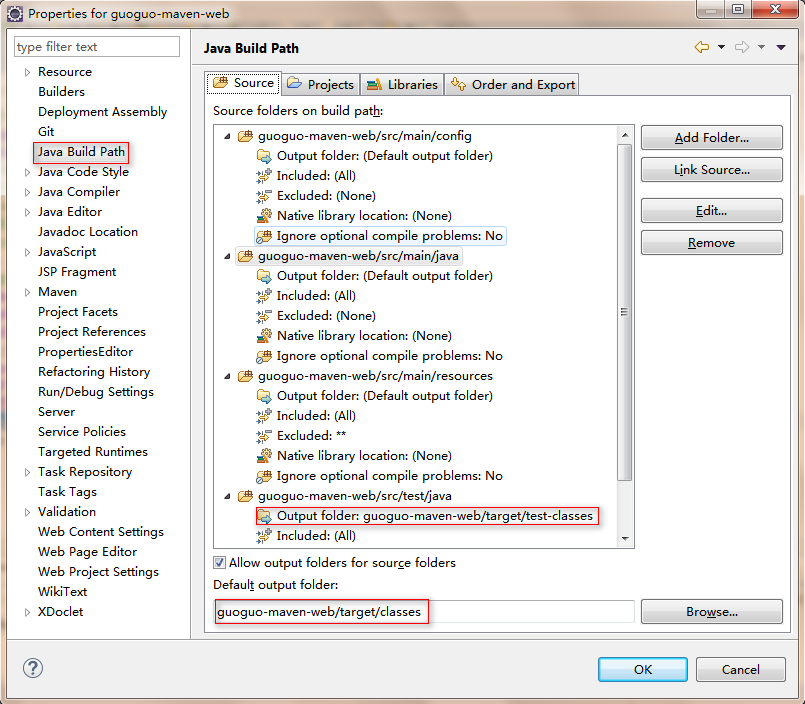 Properties for guoguo-maven-web
type filter text
Resource
Builders
Deployment Assembly
Git
Java Build Path
Java Code Style
Java Compiler
Java Editor
Javadoc Location
JavaScript
JSP Fragment
Maven
Project Facets
Project References
PropertiesEditor
Refactoring History
Run/Debug Settings
Server
Service Policies
Targeted Runtimes
Task Repository
Task Tags
Validation
Web Content Settings
Web Page Editor
Web Project Settings
WikiText
XDoclet
Java Build Path
Source Projects Libraries Order and Export
Source folders on build path:
guoguo-maven-web/src/main/config
Output folder: (Default output folder)
Included: (All)
Excluded: (None)
Native library location: (None)
Ignore optional compile problems: No
guoguo-maven-web/src/main/java
Output folder: (Default output folder)
Included: (All)
Excluded: (None)
Native library location: (None)
Ignore optional compile problems: No
guoguo-maven-web/src/main/resources
Output folder: (Default output folder)
Included: (All)
Excluded: **
Native library location: (None)
Ignore optional compile problems: No
guoguo-maven-web/src/test/java
Output folder: guoguo-maven-web/target/test-classes
Included: (All)
Add Folder...
Link Source...
Edit...
Remove
Allow output folders for source folders
Default output folder:
guoguo-maven-web/target/classes
Browse...
OK
Cancel